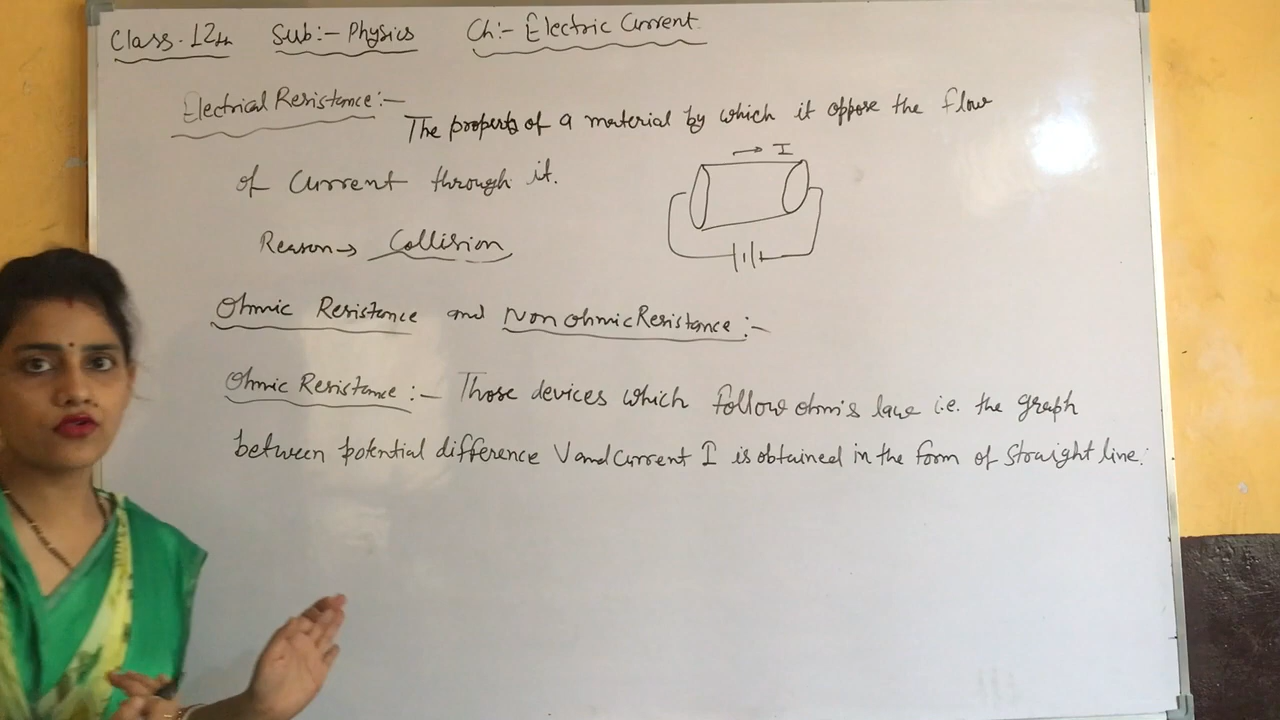 Class. 12th Sub:- Physics Ch:- Electric Current.
Electrical Resistance:-
The property of a material by which it oppose the flow
of Current through it.
→ I
Reason→ Collision
Ohmic Resistance and Non ohmic Resistance:-
Ohmic Resistance:- Those devices which follow ohm's law i.e. the graph
between potential difference V and Current I is obtained in the form of Straight line.